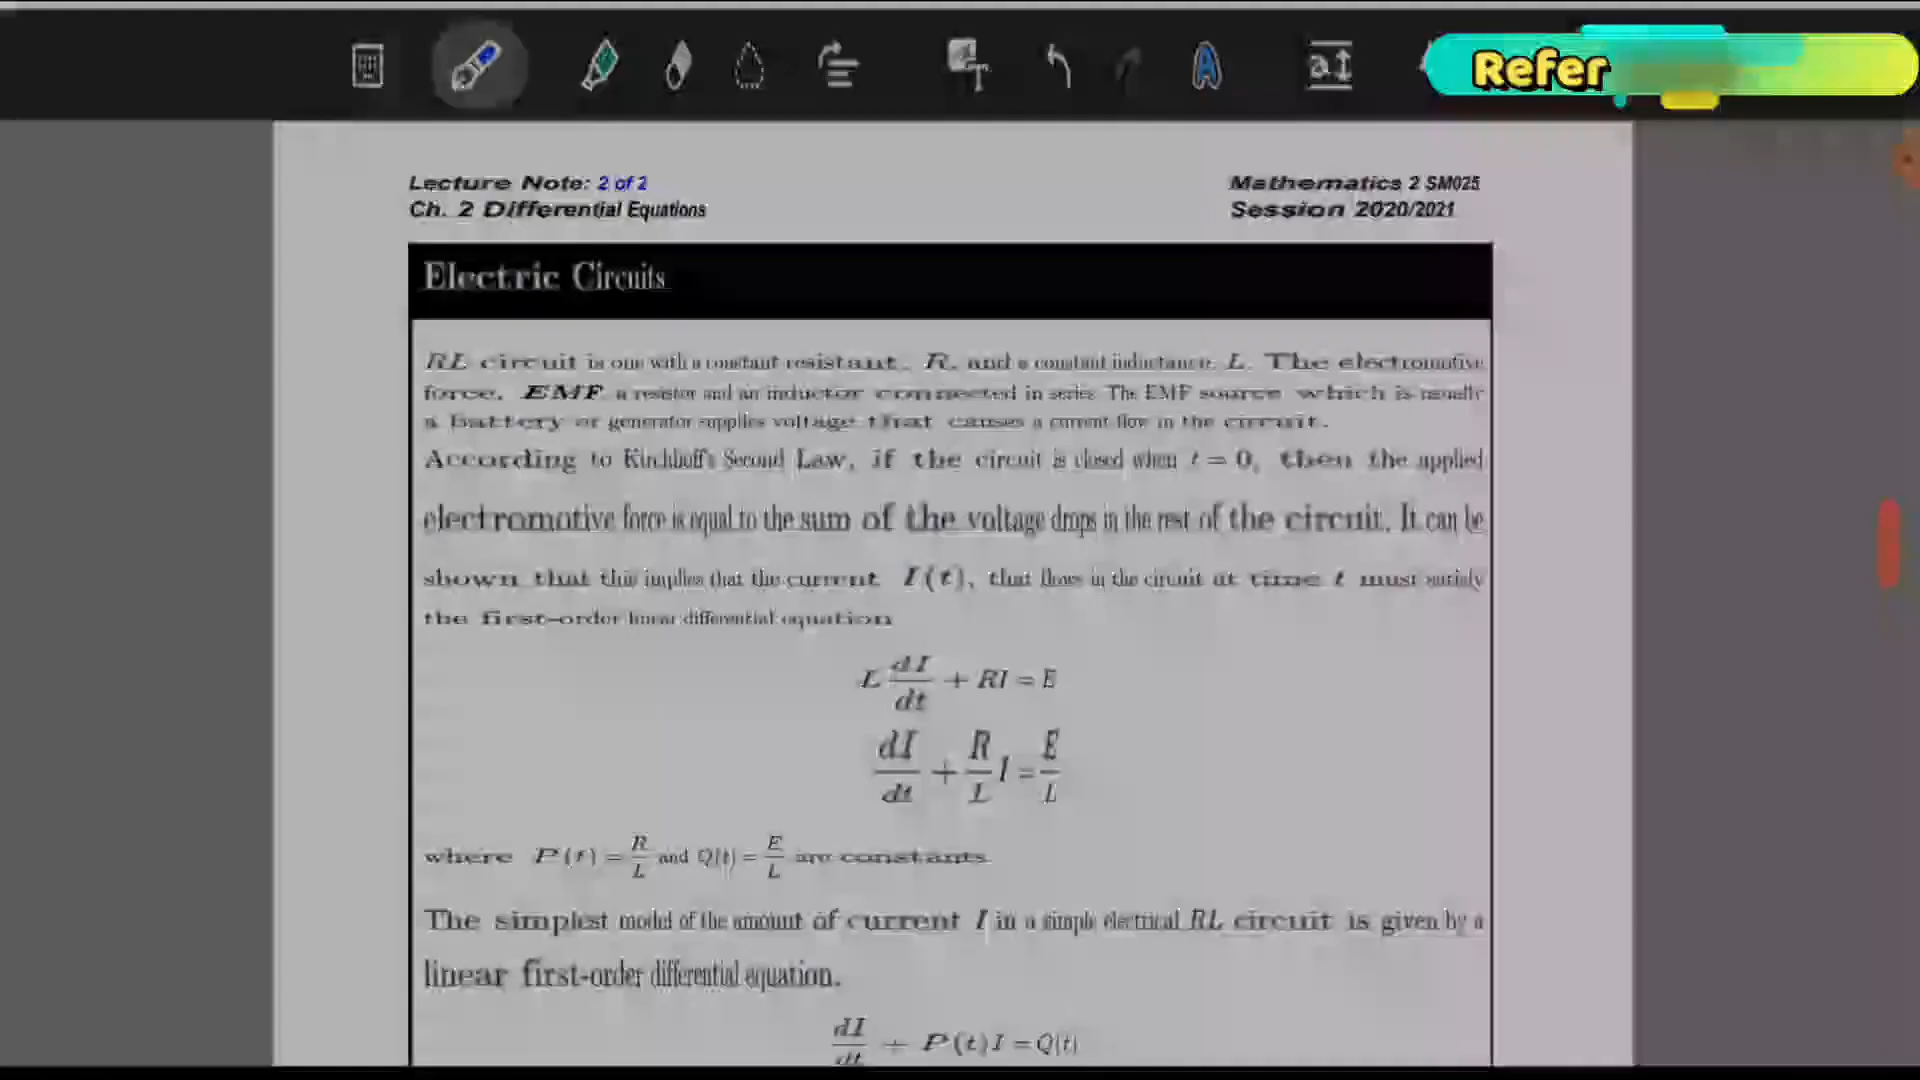 Refer
Lecture Note: 2 of 2
Mathematics 2 SM025
Ch. 2 Differential Equations
Session 2020/2021
Electric Circuits
RL circuit is one with a constant resistant, R, and a constant inductance, L. The electromotive
force, EMF, a resistor and an inductor connected in series. The EMF source which is usually
a battery or generator supplies voltage that causes a current flow in the circuit.
According to Kirchhoff's Second Law, if the circuit is closed when t = 0, then the applied
electromotive force is equal to the sum of the voltage drops in the rest of the circuit. It can be
shown that this implies that the current I(t), that flows in the circuit at time t must satisfy
the first-order linear differential equation
L dI/dt + RI = E
dI/dt + R/L I = E/L
where P(t) = R/L and Q(t) = E/L are constants.
The simplest model of the amount of current I in a simple electrical RL circuit is given by a
linear first-order differential equation.
dI/dt + P(t)I = Q(t)